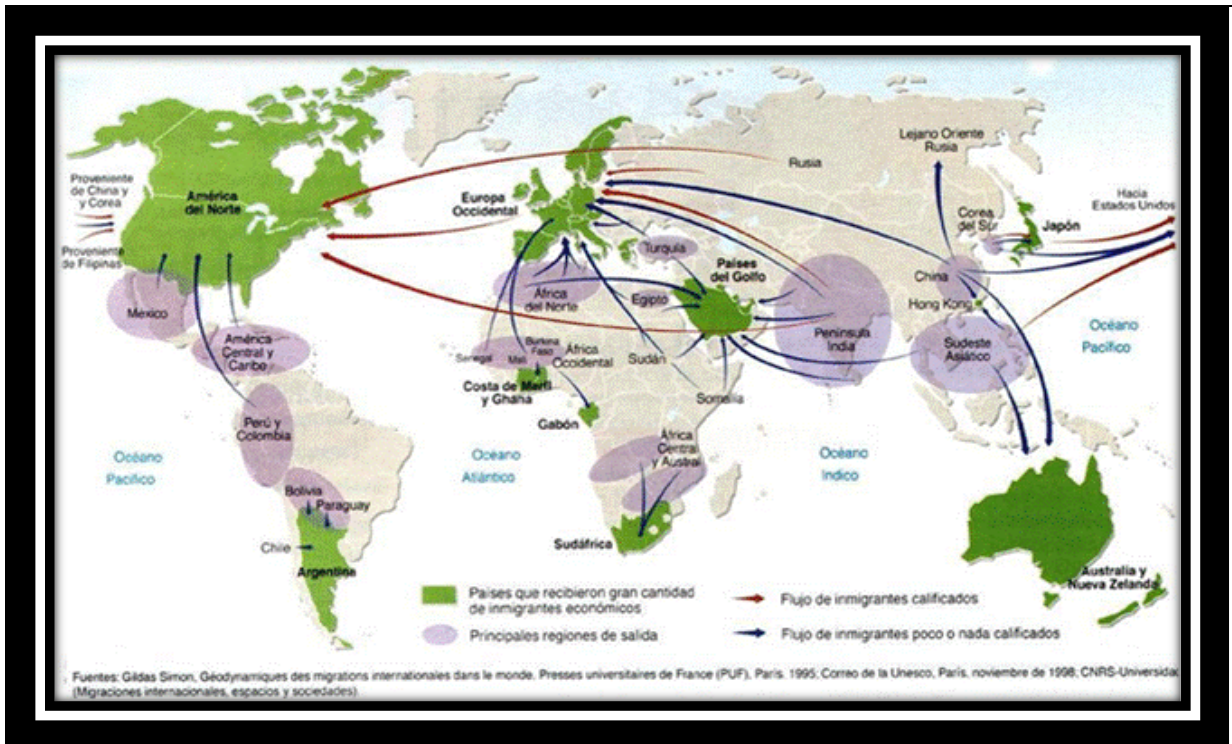 Proveniente
de China y
y Corea
Proveniente
de Filipinas
América
del Norte
México
América
Central y
Caribe
Perú y
Colombia
Bolivia
Paraguay
Chile
Argentina
Océano
Pacífico
Europa
Occidental
Rusia
Lejano Oriente
Rusia
Turquía
Países
del Golfo
África
del Norte
Egipto
Senegal
Mali
Burkina
Faso
África
Occidental
Sudán
Costa de Marfil
y Ghana
Gabón
Somalía
África
Central
y Austral
Sudáfrica
Océano
Atlántico
Península
India
Océano
Indico
Corea
del Sur
Japón
China
Hong Kong
Sudeste
Asiático
Hacia
Estados Unidos
Océano
Pacífico
Australia y
Nueva Zelanda
Países que recibieron gran cantidad
de inmigrantes económicos
Principales regiones de salida
Flujo de inmigrantes calificados
Flujo de inmigrantes poco o nada calificados
Fuentes: Gildas Simon, Géodynamiques des migrations internationales dans le monde. Presses universitaires de France (PUF), París. 1995; Correo de la Unesco, París, noviembre de 1998; CNRS-Universida
(Migraciones internacionales, espacios y sociedades).